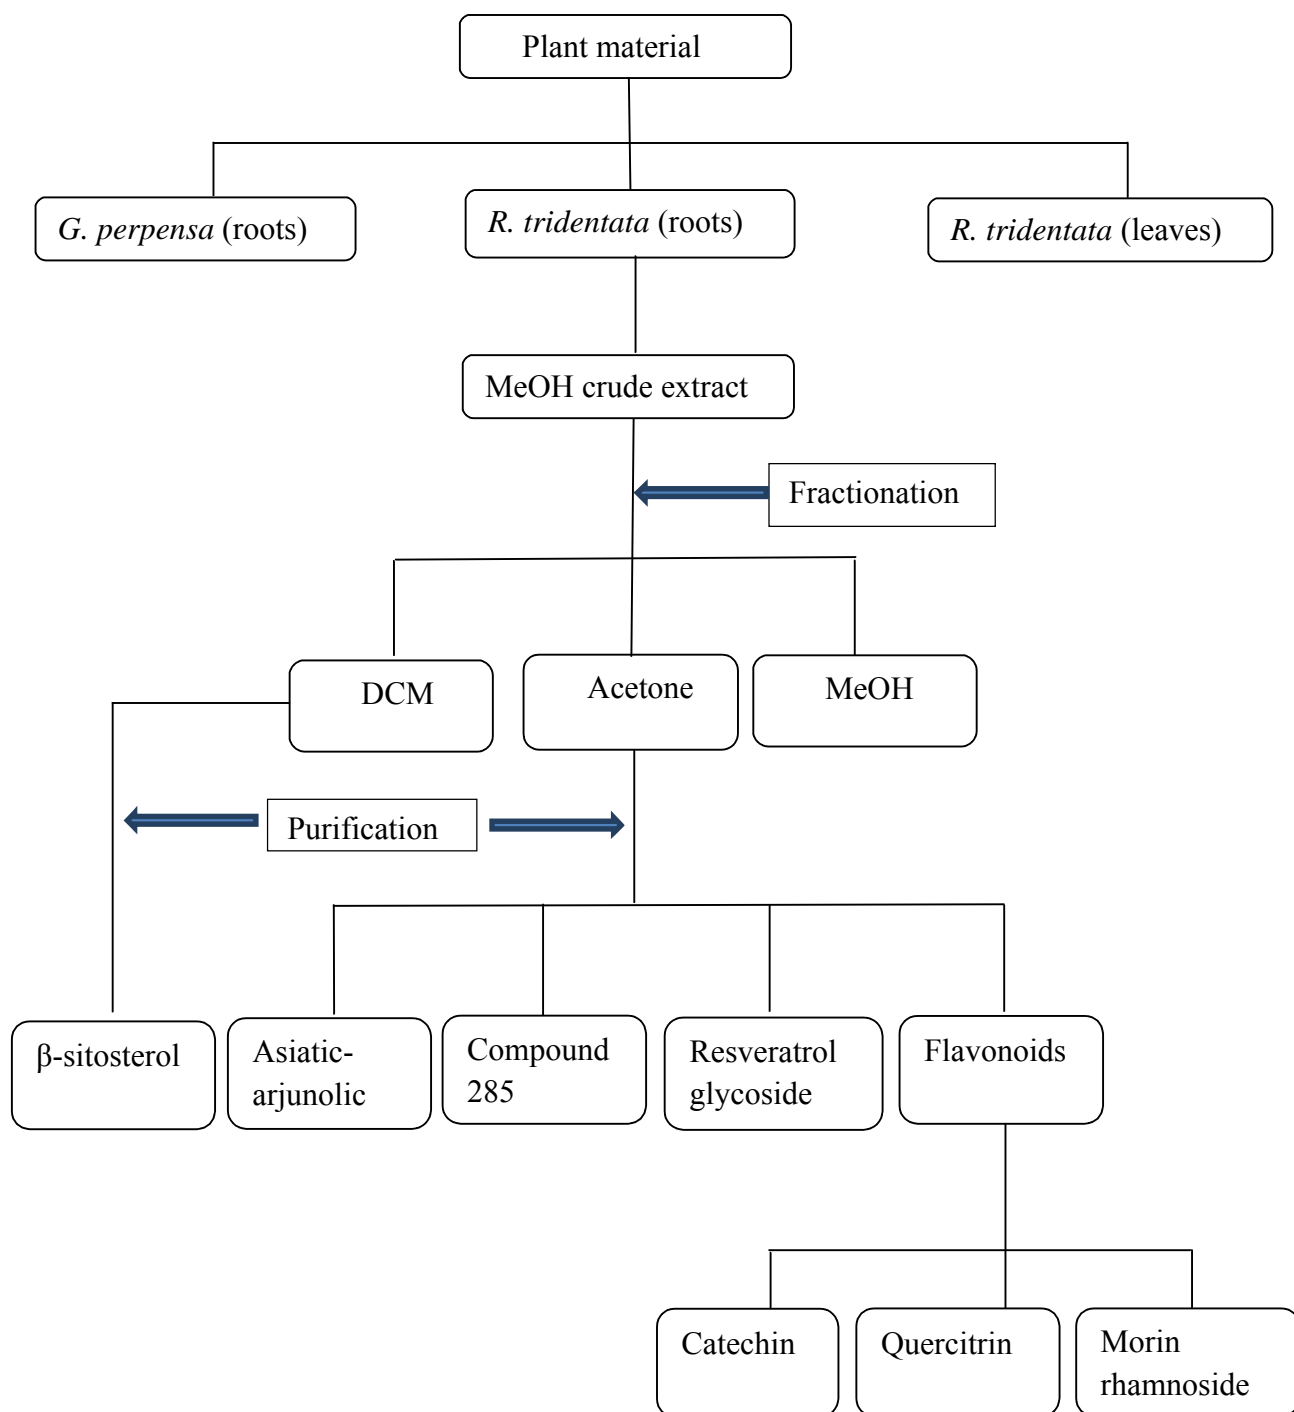 Plant material
G. perpensa (roots)
R. tridentata (roots)
R. tridentata (leaves)
MeOH crude extract
Fractionation
DCM
Acetone
MeOH
Purification
β-sitosterol
Asiatic-
arjunolic
Compound
285
Resveratrol
glycoside
Flavonoids
Catechin
Quercitrin
Morin
rhamnoside